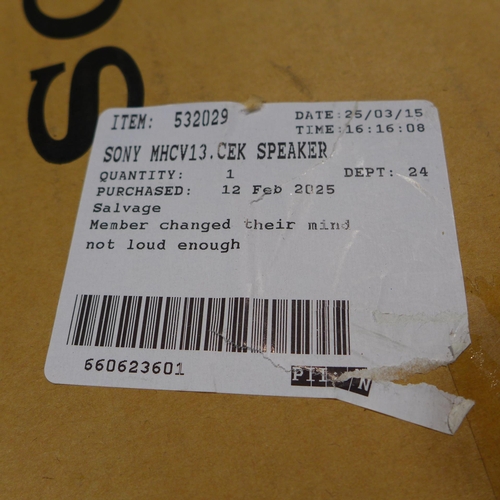 SO
ITEM: 532029
DATE:25/03/15
TIME:16:16:08
SONY MHCV13.CEK SPEAKER
QUANTITY: 1 DEPT: 24
PURCHASED: 12 Feb 2025
Salvage
Member changed their mind
not loud enough
660623601